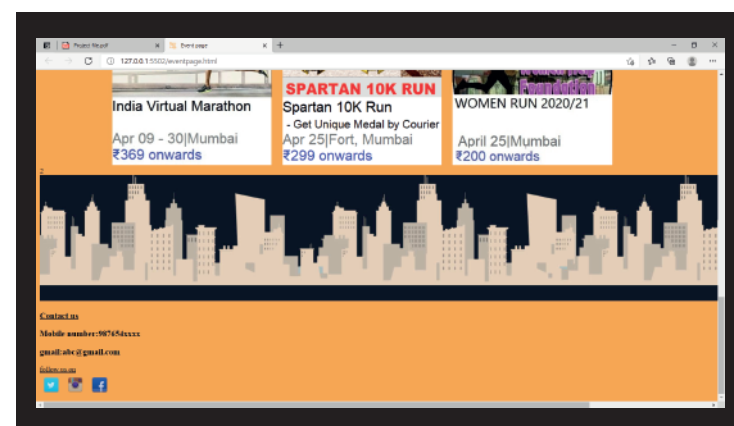 Project file.pdf
Event page
127.0.0.1:5502/eventpage.html
SPARTAN 10K RUN
Foundation
India Virtual Marathon
Spartan 10K Run
WOMEN RUN 2020/21
- Get Unique Medal by Courier
Apr 09 - 30|Mumbai
Apr 25|Fort, Mumbai
April 25|Mumbai
₹369 onwards
₹299 onwards
₹200 onwards
Contact us
Mobile number:987654xxxx
gmail:abc@gmail.com
follow us on